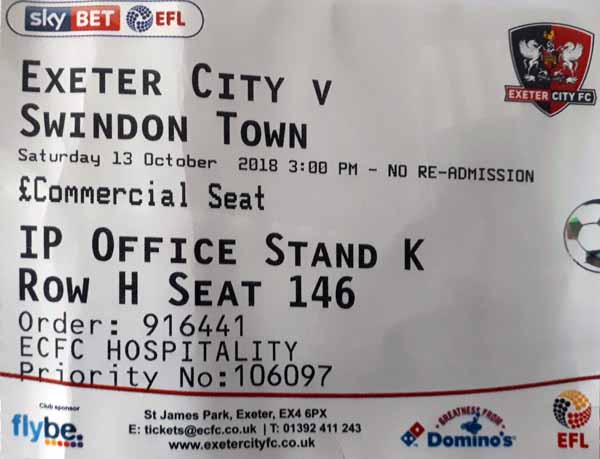 sky BET EFL
EXETER CITY FC
EXETER CITY V
SWINDON TOWN
Saturday 13 October 2018 3:00 PM - NO RE-ADMISSION
£Commercial Seat
IP OFFICE STAND K
ROW H SEAT 146
Order: 916441
ECFC HOSPITALITY
Priority No:106097
Club sponsor
flybe.
St James Park, Exeter, EX4 6PX
E: tickets@ecfc.co.uk | T: 01392 411 243
www.exetercityfc.co.uk
GREATNESS FROM
Domino's
EFL